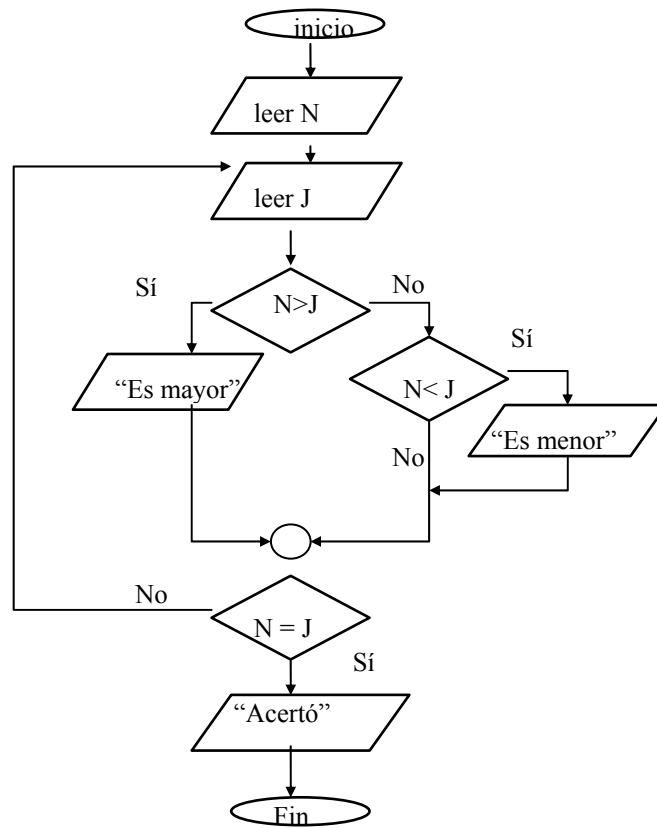 inicio
leer N
leer J
Sí
N>J
No
“Es mayor”
N< J
Sí
“Es menor”
No
No
N = J
Sí
“Acertó”
Fin